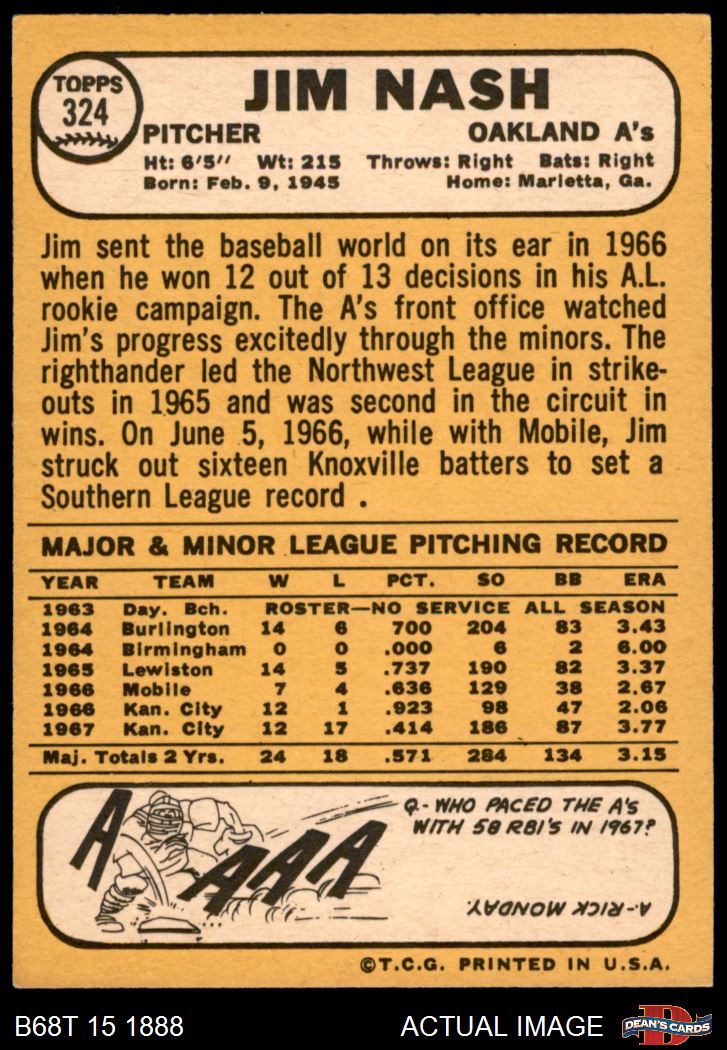 TOPPS
324
JIM NASH
PITCHER OAKLAND A's
Ht: 6'5" Wt: 215 Throws: Right Bats: Right
Born: Feb. 9, 1945 Home: Marietta, Ga.
Jim sent the baseball world on its ear in 1966
when he won 12 out of 13 decisions in his A.L.
rookie campaign. The A's front office watched
Jim's progress excitedly through the minors. The
righthander led the Northwest League in strike-
outs in 1965 and was second in the circuit in
wins. On June 5, 1966, while with Mobile, Jim
struck out sixteen Knoxville batters to set a
Southern League record .
MAJOR & MINOR LEAGUE PITCHING RECORD
YEAR TEAM W L PCT. SO BB ERA
1963 Day. Bch. ROSTER—NO SERVICE ALL SEASON
1964 Burlington 14 6 700 204 83 3.43
1964 Birmingham 0 0 .000 6 2 6.00
1965 Lewiston 14 5 .737 190 82 3.37
1966 Mobile 7 4 .636 129 38 2.67
1966 Kan. City 12 1 .923 98 47 2.06
1967 Kan. City 12 17 .414 186 87 3.77
Maj. Totals 2 Yrs. 24 18 .571 284 134 3.15
A AAA
Q.- WHO PACED THE A's
WITH 58 RBI'S IN 1967?
A.-RICK MONDAY.
©T.C.G. PRINTED IN U.S.A.
B68T 15 1888 ACTUAL IMAGE
D
DEAN'S CARDS